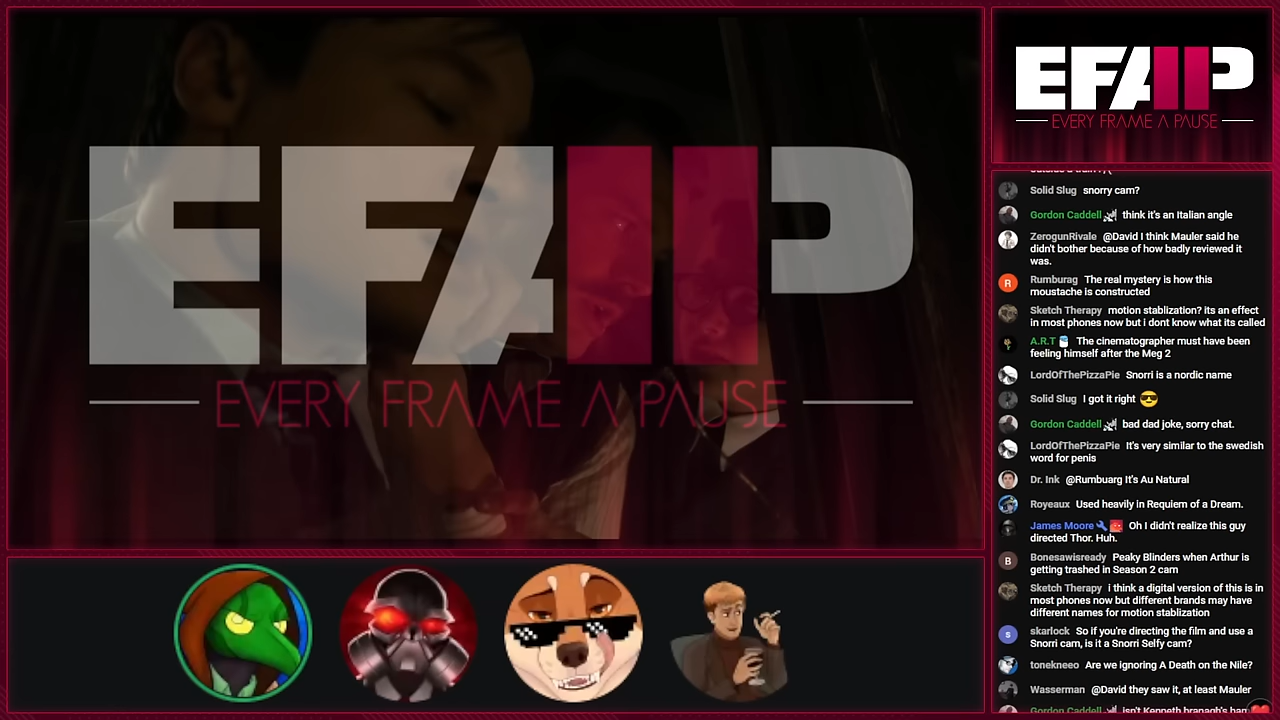 EFAP
EVERY FRAME A PAUSE
EFAP
EVERY FRAME A PAUSE
Solid Slug snorry cam?
Gordon Caddell think it's an Italian angle
ZerogunRivale @David I think Mauler said he
didn't bother because of how badly reviewed it
was.
R
Rumburag The real mystery is how this
moustache is constructed
Sketch Therapy motion stablization? its an effect
in most phones now but i dont know what its called
A.R.T The cinematographer must have been
feeling himself after the Meg 2
LordOfThePizzaPie Snorri is a nordic name
Solid Slug I got it right 😎
Gordon Caddell bad dad joke, sorry chat.
LordOfThePizzaPie It's very similar to the swedish
word for penis
Dr. Ink @Rumbuarg It's Au Natural
Royeaux Used heavily in Requiem of a Dream.
James Moore Oh I didn't realize this guy
directed Thor. Huh.
B
Bonesawisready Peaky Blinders when Arthur is
getting trashed in Season 2 cam
Sketch Therapy i think a digital version of this is in
most phones now but different brands may have
different names for motion stablization
s
skarlock So if you're directing the film and use a
Snorri cam, is it a Snorri Selfy cam?
tonekneeo Are we ignoring A Death on the Nile?
Wasserman @David they saw it, at least Mauler
Gordon Caddell isn't Kenneth branagh's